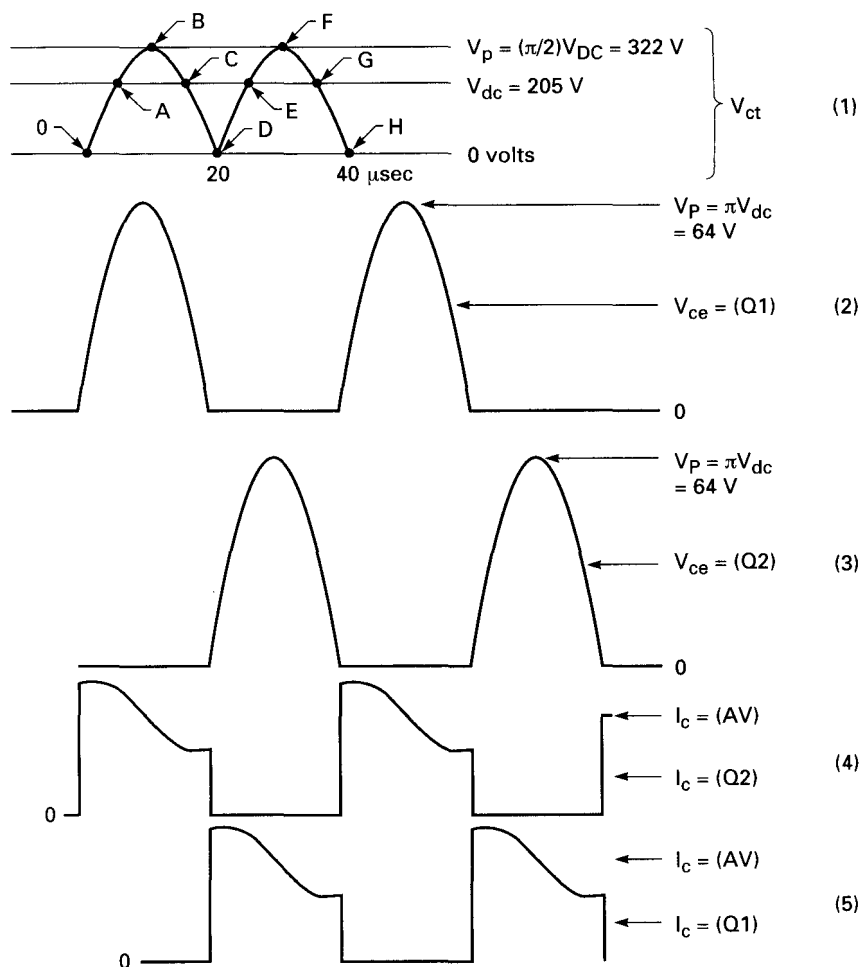 B
F
V_p = (π/2)V_DC = 322 V
C
G
V_dc = 205 V
V_ct
(1)
A
E
0
D
H
0 volts
20
40 μsec
V_P = πV_dc
= 64 V
V_ce = (Q1)
(2)
0
V_P = πV_dc
= 64 V
V_ce = (Q2)
(3)
0
I_c = (AV)
I_c = (Q2)
(4)
0
I_c = (AV)
I_c = (Q1)
(5)
0